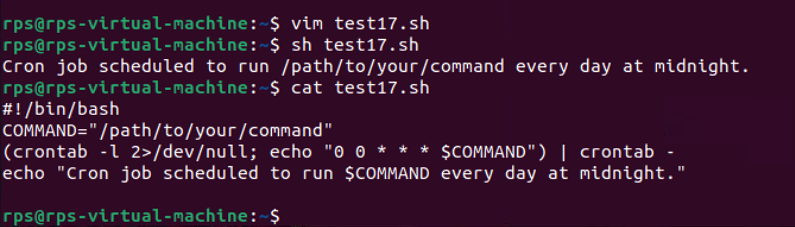 rps@rps-virtual-machine:~$ vim test17.sh
rps@rps-virtual-machine:~$ sh test17.sh
Cron job scheduled to run /path/to/your/command every day at midnight.
rps@rps-virtual-machine:~$ cat test17.sh
#!/bin/bash
COMMAND="/path/to/your/command"
(crontab -l 2>/dev/null; echo "0 0 * * * $COMMAND") | crontab -
echo "Cron job scheduled to run $COMMAND every day at midnight."
rps@rps-virtual-machine:~$